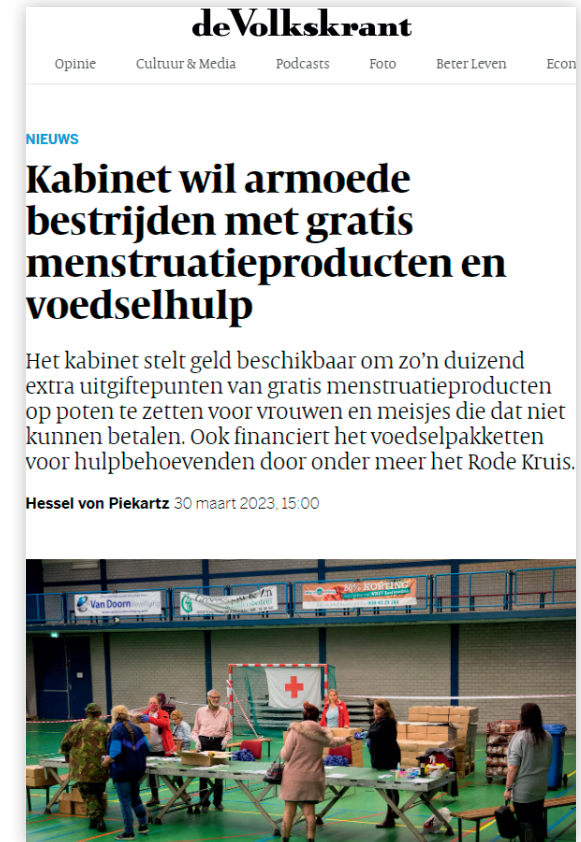 deVolkskrant
Opinie Cultuur & Media Podcasts Foto Beter Leven Econ
NIEUWS
Kabinet wil armoede
bestrijden met gratis
menstruatieproducten en
voedselhulp
Het kabinet stelt geld beschikbaar om zo’n duizend
extra uitgiftepunten van gratis menstruatieproducten
op poten te zetten voor vrouwen en meisjes die dat niet
kunnen betalen. Ook financiert het voedselpakketten
voor hulpbehoevenden door onder meer het Rode Kruis.
Hessel von Piekartz 30 maart 2023, 15:00
Van Doorn
KORTING